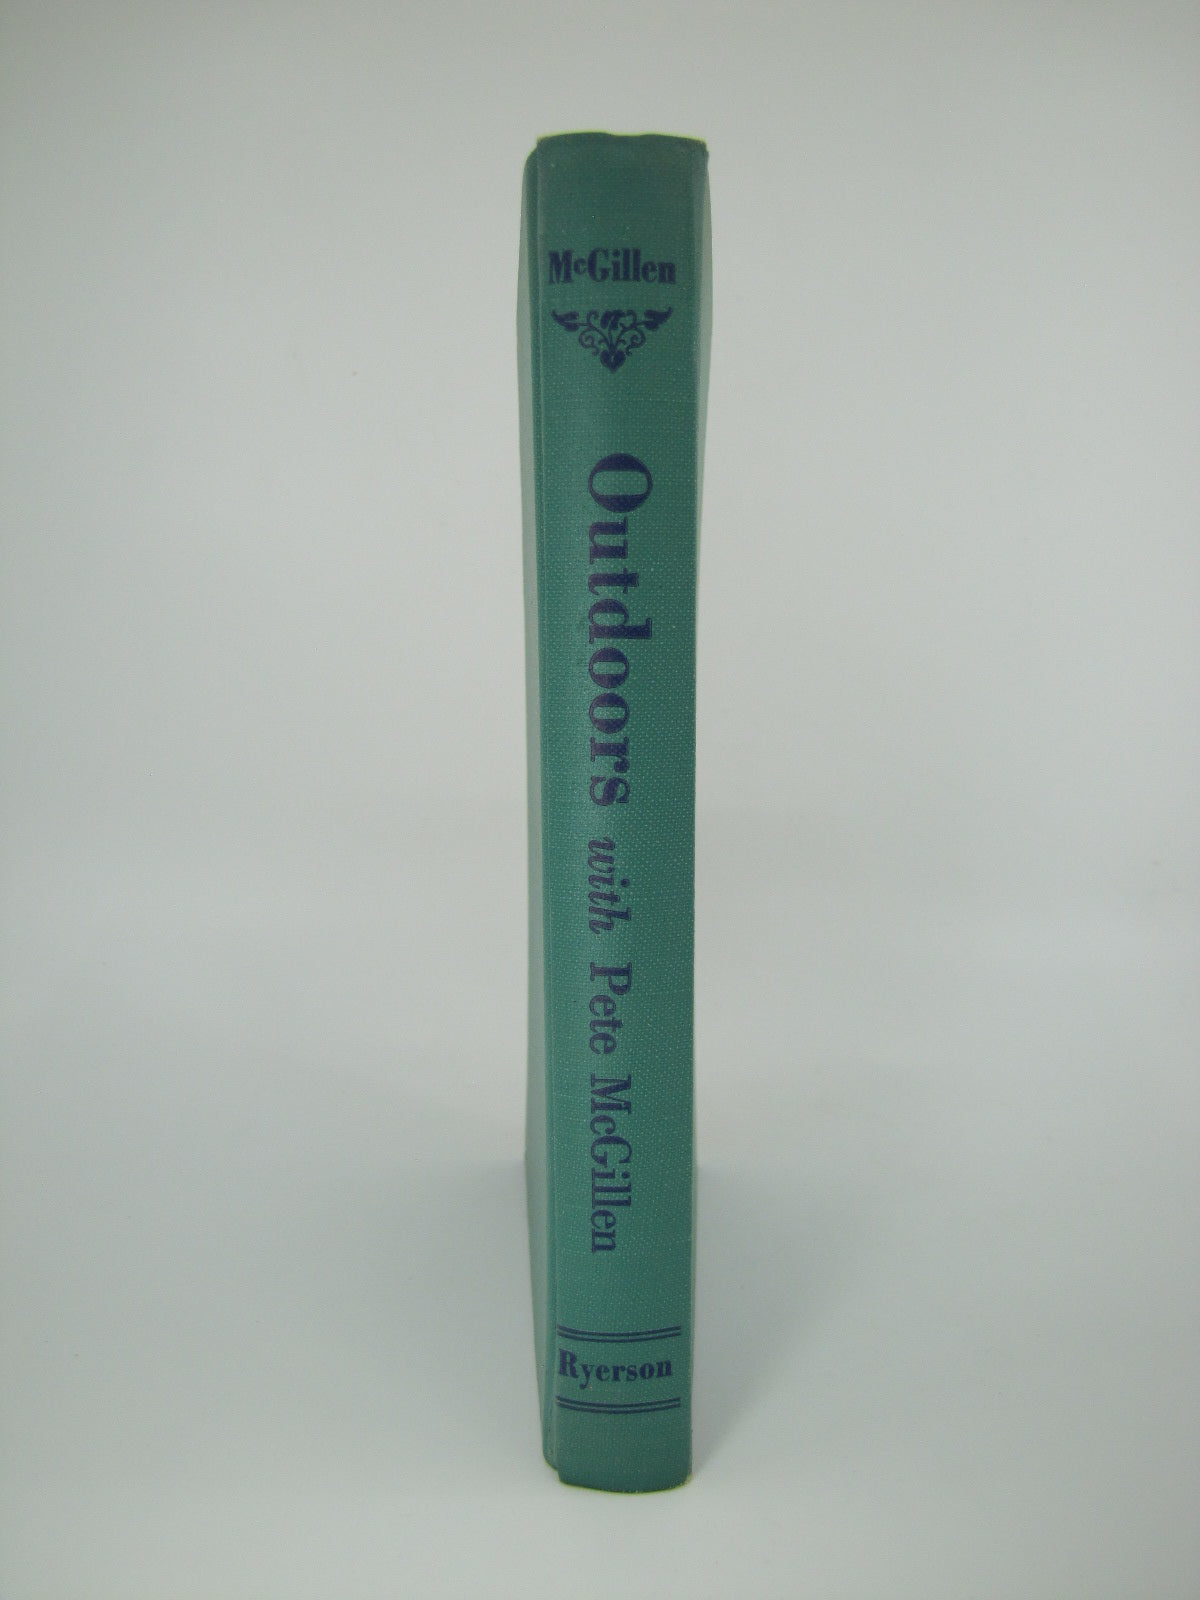 McGillen
Outdoors with Pete McGillen
Ryerson